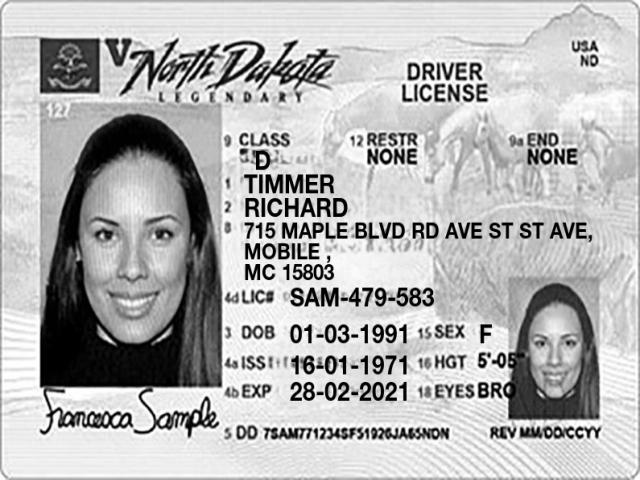 V North Dakota
LEGENDARY
USA
ND
DRIVER
LICENSE
127
9 CLASS
D
12 RESTR
NONE
9a END
NONE
1 TIMMER
2 RICHARD
8 715 MAPLE BLVD RD AVE ST ST AVE,
MOBILE ,
MC 15803
4d LIC# SAM-479-583
3 DOB 01-03-1991 15 SEX F
4a ISS 16-01-1971 16 HGT 5'-05"
4b EXP 28-02-2021 18 EYES BRO
Francesca Sample
5 DD 7SAM771234SF51926JA65NDN
REV MM/DD/CCYY